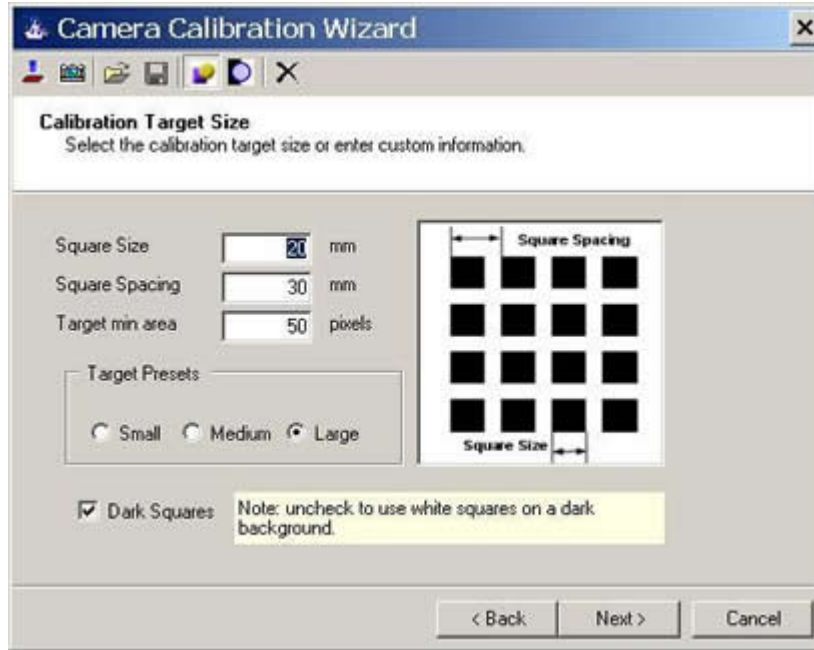 Camera Calibration Wizard
Calibration Target Size
Select the calibration target size or enter custom information.
Square Size 20 mm
Square Spacing 30 mm
Target min area 50 pixels
Target Presets
Small Medium Large
Square Spacing
Square Size
Dark Squares
Note: uncheck to use white squares on a dark
background.
< Back Next > Cancel